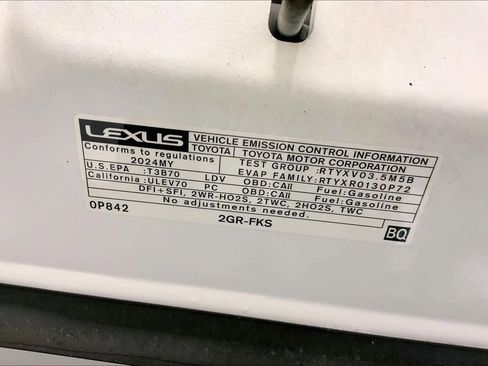 LEXUS VEHICLE EMISSION CONTROL INFORMATION
TOYOTA TOYOTA MOTOR CORPORATION
Conforms to regulations TEST GROUP :RTYXV03.5M5B
2024MY EVAP FAMILY:RTYXR0130P72
U.S.EPA :T3B70 LDV OBD:CAII Fuel:Gasoline
California :ULEV70 PC OBD:CAII Fuel:Gasoline
DFI+SFI, 2WR-HO2S, 2TWC, 2HO2S, TWC
No adjustments needed.
0P842 2GR-FKS BQ